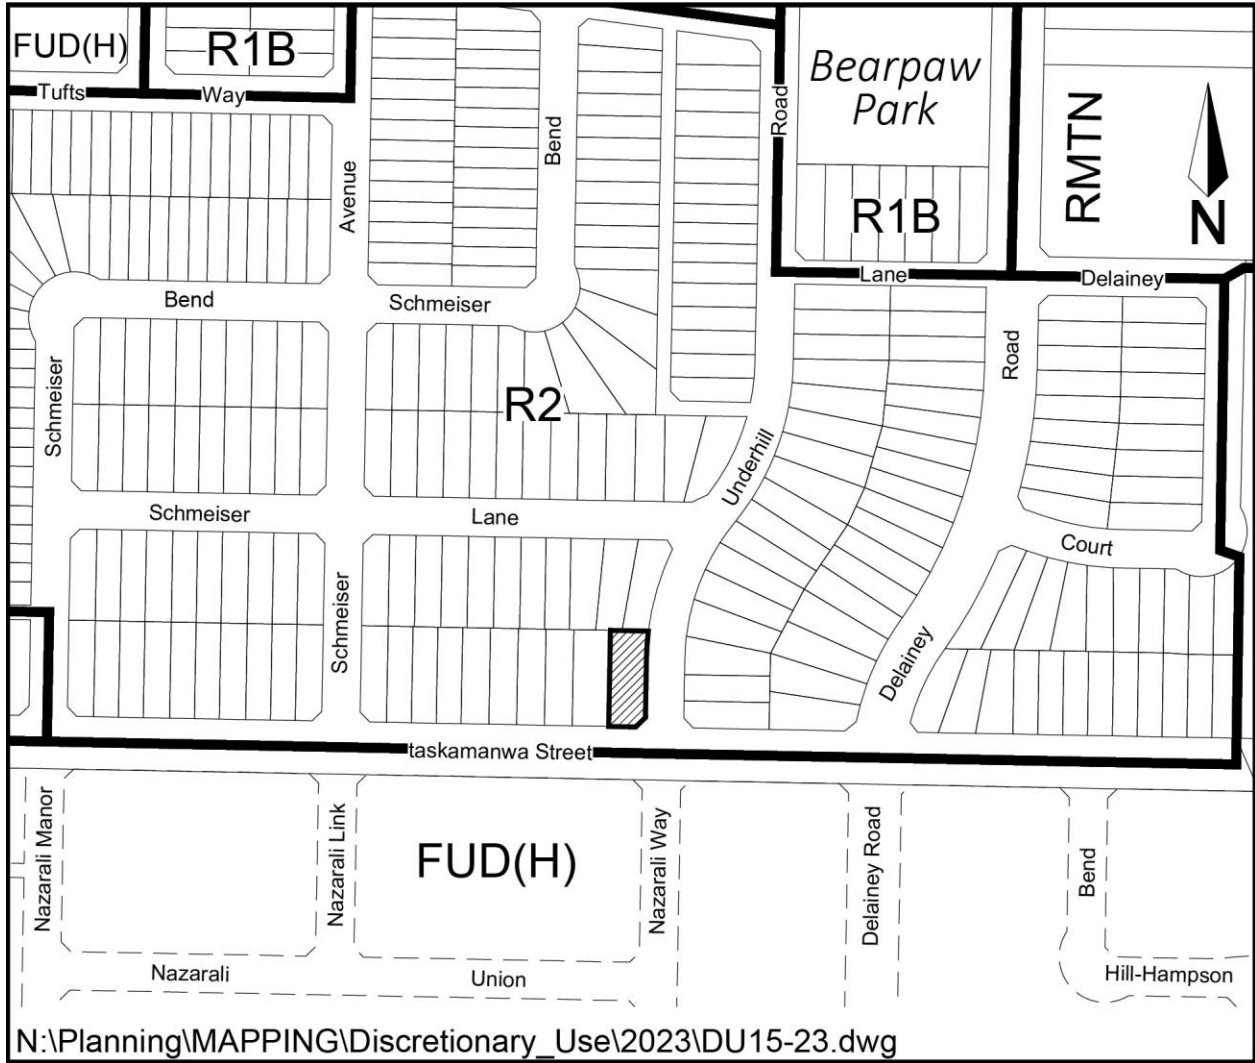 FUD(H)
R1B
Tufts
Way
Bearpaw
Park
Road
Bend
Avenue
RMTN
R1B
N
Lane
Delainey
Bend
Schmeiser
Road
Schmeiser
R2
Underhill
Schmeiser
Lane
Court
Schmeiser
Delainey
taskamanwa Street
Nazarali Manor
Nazarali Link
FUD(H)
Nazarali Way
Delainey Road
Bend
Nazarali
Union
Hill-Hampson
N:\Planning\MAPPING\Discretionary_Use\2023\DU15-23.dwg